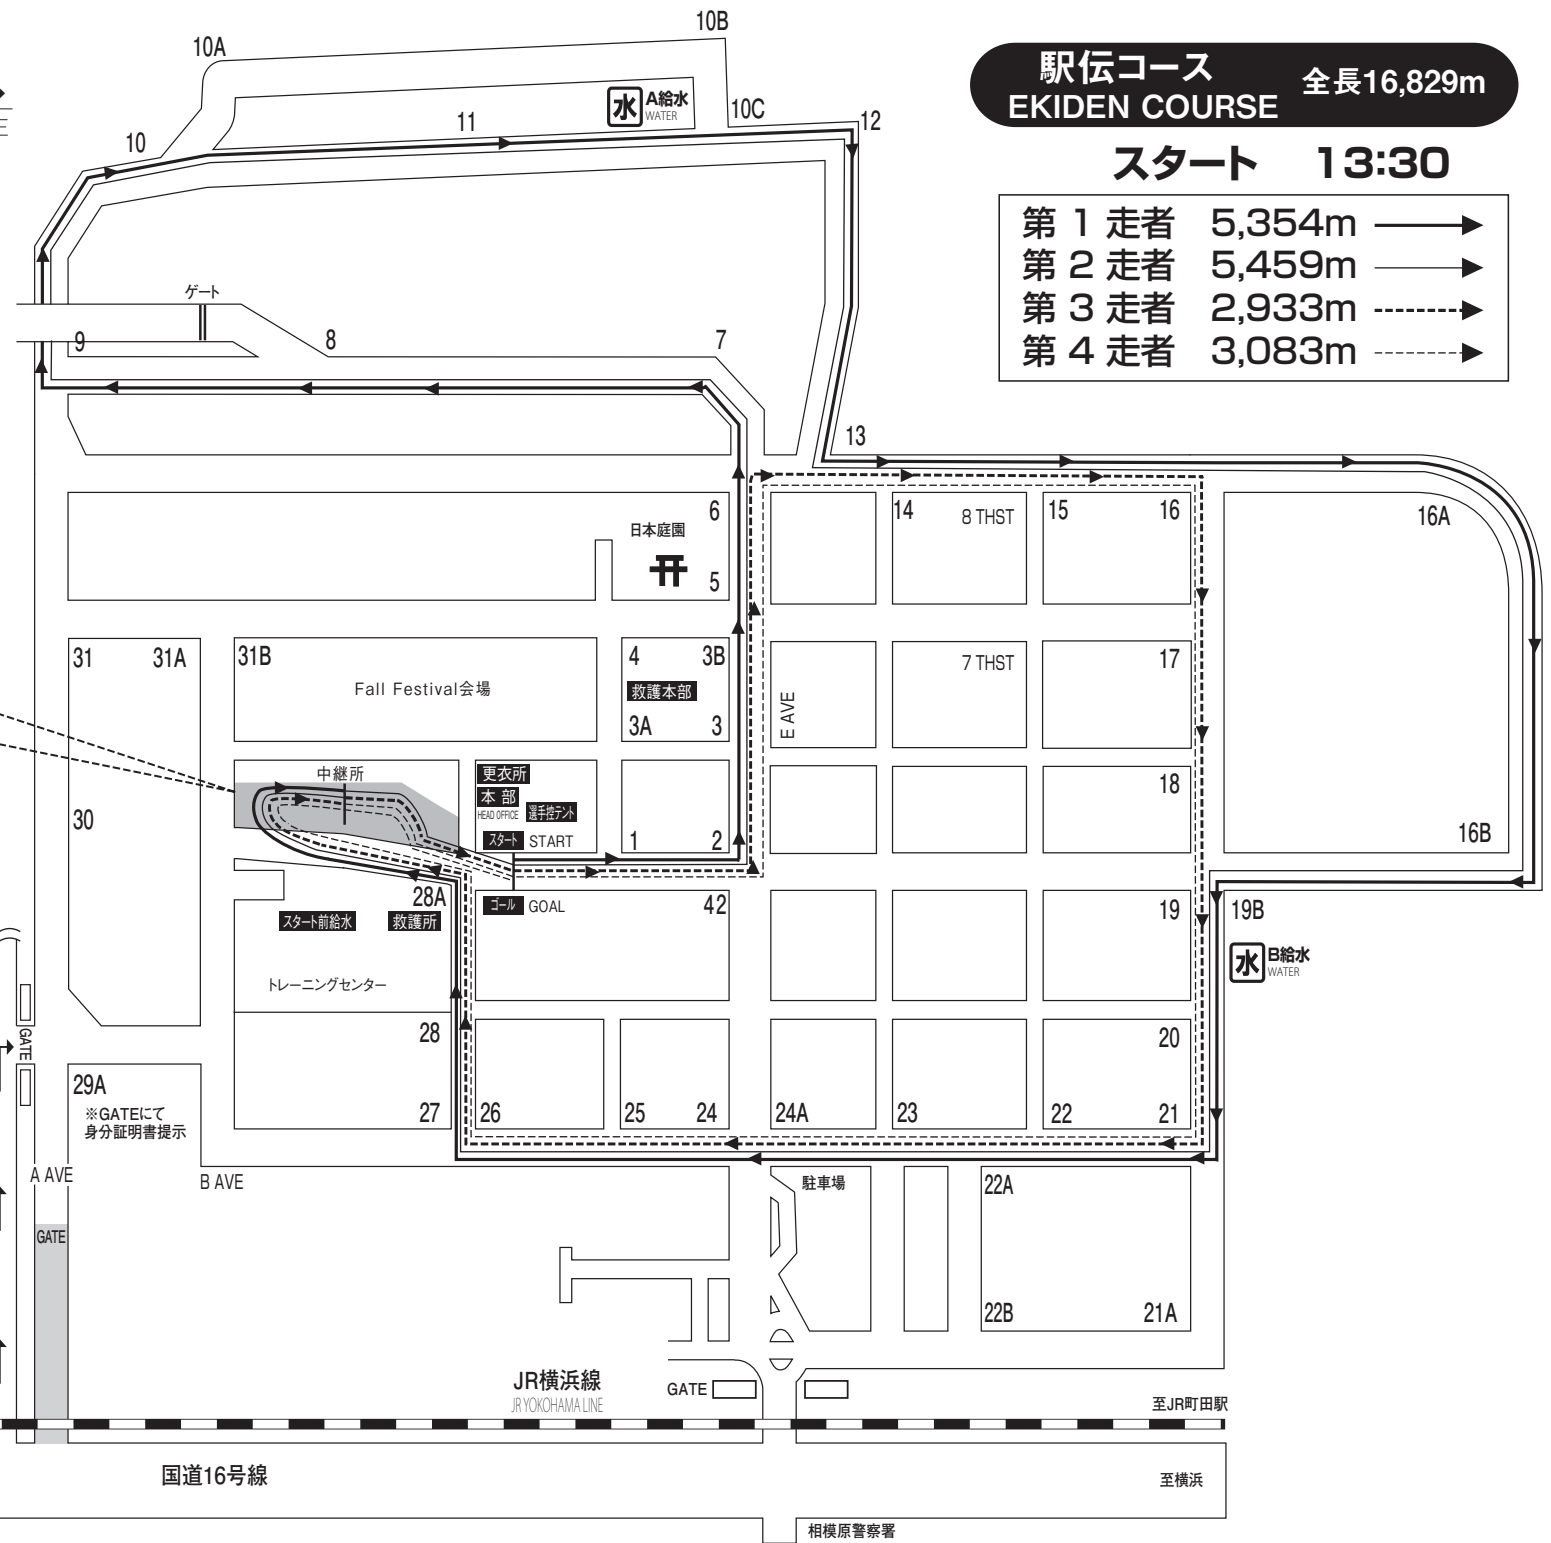 10B
10A
駅伝コース 全長16,829m
EKIDEN COURSE
水 A給水
WATER
10C
11
12
10
スタート 13:30
第1走者 5,354m
第2走者 5,459m
第3走者 2,933m
第4走者 3,083m
ゲート
9
8
7
13
6
日本庭園
5
14
8 THST
15
16
16A
31
31A
31B
Fall Festival会場
4
3B
救護本部
3A
3
E AVE
7 THST
17
30
中継所
更衣所
本部
HEAD OFFICE
選手控テント
スタート START
1
2
18
16B
28A
スタート前給水
救護所
ゴール GOAL
42
19
19B
水 B給水
WATER
トレーニングセンター
GATE
28
20
29A
※GATEにて
身分証明書提示
27
26
25
24
24A
23
22
21
A AVE
B AVE
駐車場
22A
GATE
22B
21A
JR横浜線
JR YOKOHAMA LINE
GATE
至JR町田駅
国道16号線
至横浜
相模原警察署